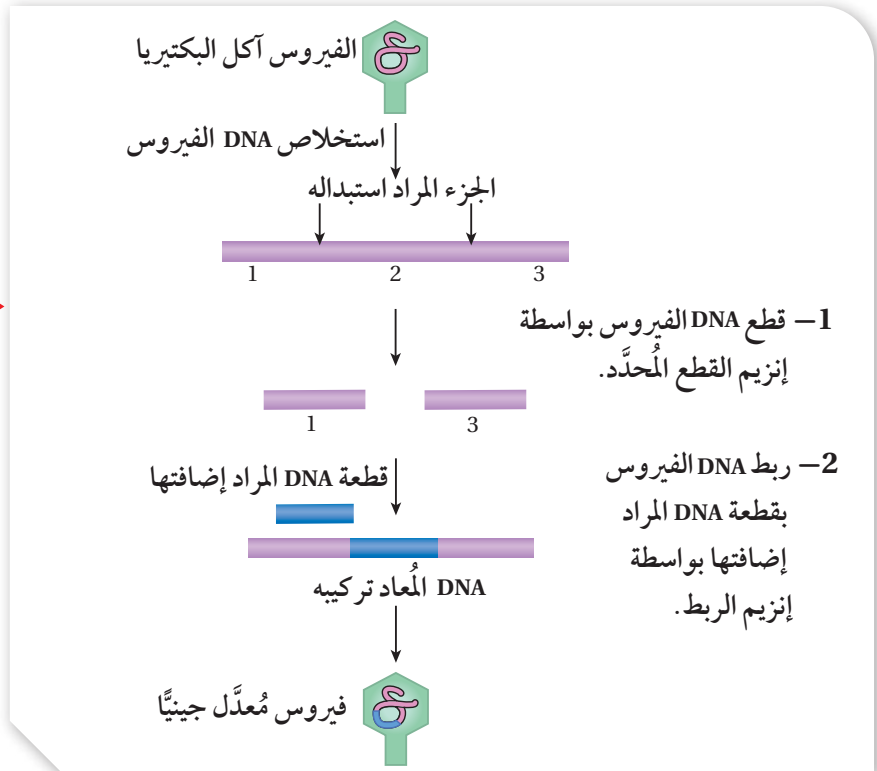 الفيروس آكل البكتيريا
استخلاص DNA الفيروس
الجزء المراد استبداله
1 2 3
1– قطع DNA الفيروس بواسطة
إنزيم القطع المُحدَّد.
1 3
2– ربط DNA الفيروس
بقطعة DNA المراد
إضافتها بواسطة
إنزيم الربط.
قطعة DNA المراد إضافتها
DNA المُعاد تركيبه
فيروس مُعدَّل جينيًّا